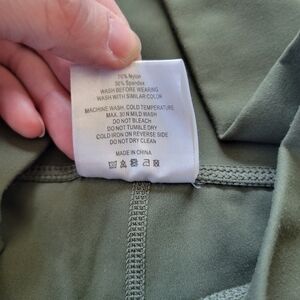 70% Nylon
30% Spandex
WASH BEFORE WEARING
WASH WITH SIMILAR COLOR
MACHINE WASH, COLD TEMPERATURE
MAX. 30 N MILD WASH
DO NOT BLEACH
DO NOT TUMBLE DRY
COLD IRON ON REVERSE SIDE
DO NOT DRY CLEAN
MADE IN CHINA